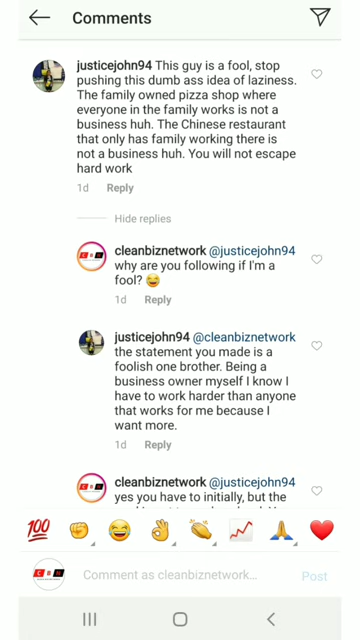 Comments
justicejohn94 This guy is a fool, stop
pushing this dumb ass idea of laziness.
The family owned pizza shop where
everyone in the family works is not a
business huh. The Chinese restaurant
that only has family working there is
not a business huh. You will not escape
hard work
1d Reply
Hide replies
cleanbiznetwork @justicejohn94
why are you following if I'm a
fool? 😂
1d Reply
justicejohn94 @cleanbiznetwork
the statement you made is a
foolish one brother. Being a
business owner myself I know I
have to work harder than anyone
that works for me because I
want more.
1d Reply
cleanbiznetwork @justicejohn94
yes you have to initially, but the
💯 ✊ 😂 👌 👏 📈 🙏 ❤️
Comment as cleanbiznetwork... Post